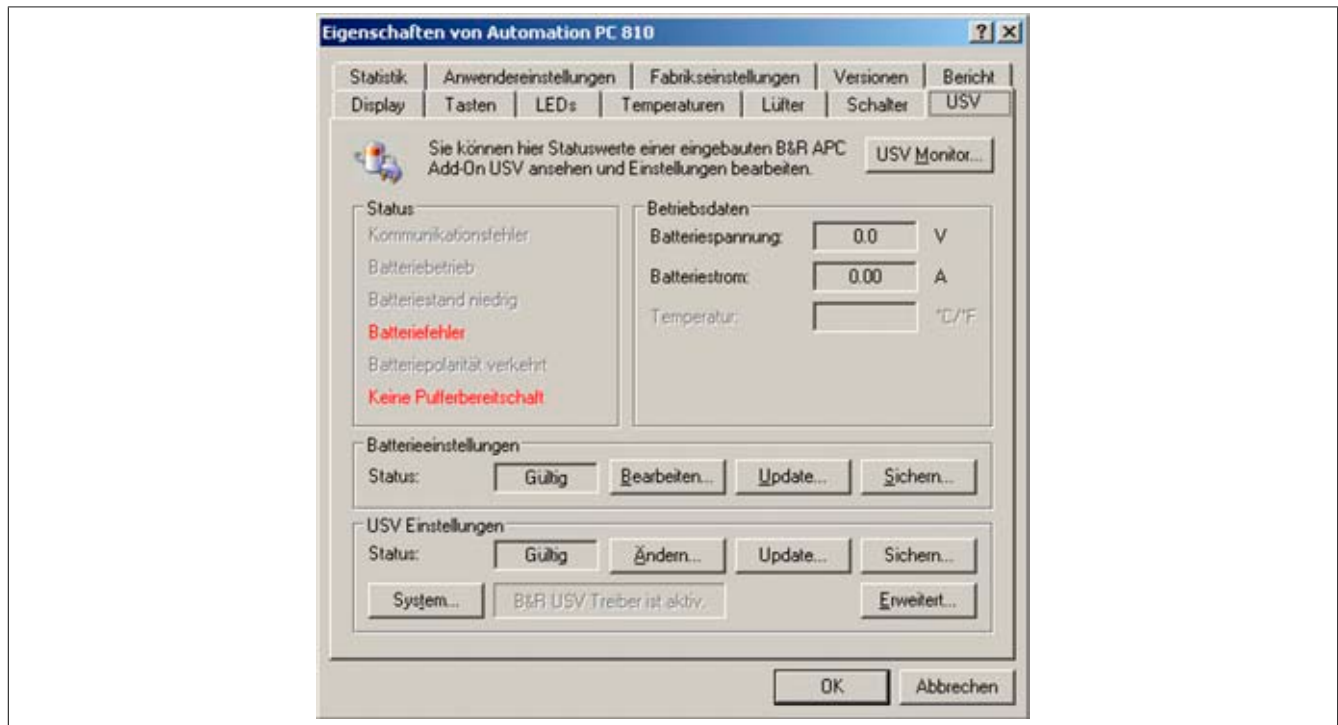 Eigenschaften von Automation PC 810
Statistik Anwendereinstellungen Fabrikseinstellungen Versionen Bericht
Display Tasten LEDs Temperaturen Lüfter Schalter USV
Sie können hier Statuswerte einer eingebauten B&R APC
Add-On USV ansehen und Einstellungen bearbeiten.
USV Monitor...
Status
Kommunikationsfehler
Batteriebetrieb
Batteriestand niedrig
Batteriefehler
Batteriepolarität verkehrt
Keine Pufferbereitschaft
Betriebsdaten
Batteriespannung: 0.0 V
Batteriestrom: 0.00 A
Temperatur: °C/°F
Batterieeinstellungen
Status: Gültig Bearbeiten... Update... Sichern...
USV Einstellungen
Status: Gültig Ändern... Update... Sichern...
System... B&R USV Treiber ist aktiv. Erweitert...
OK Abbrechen